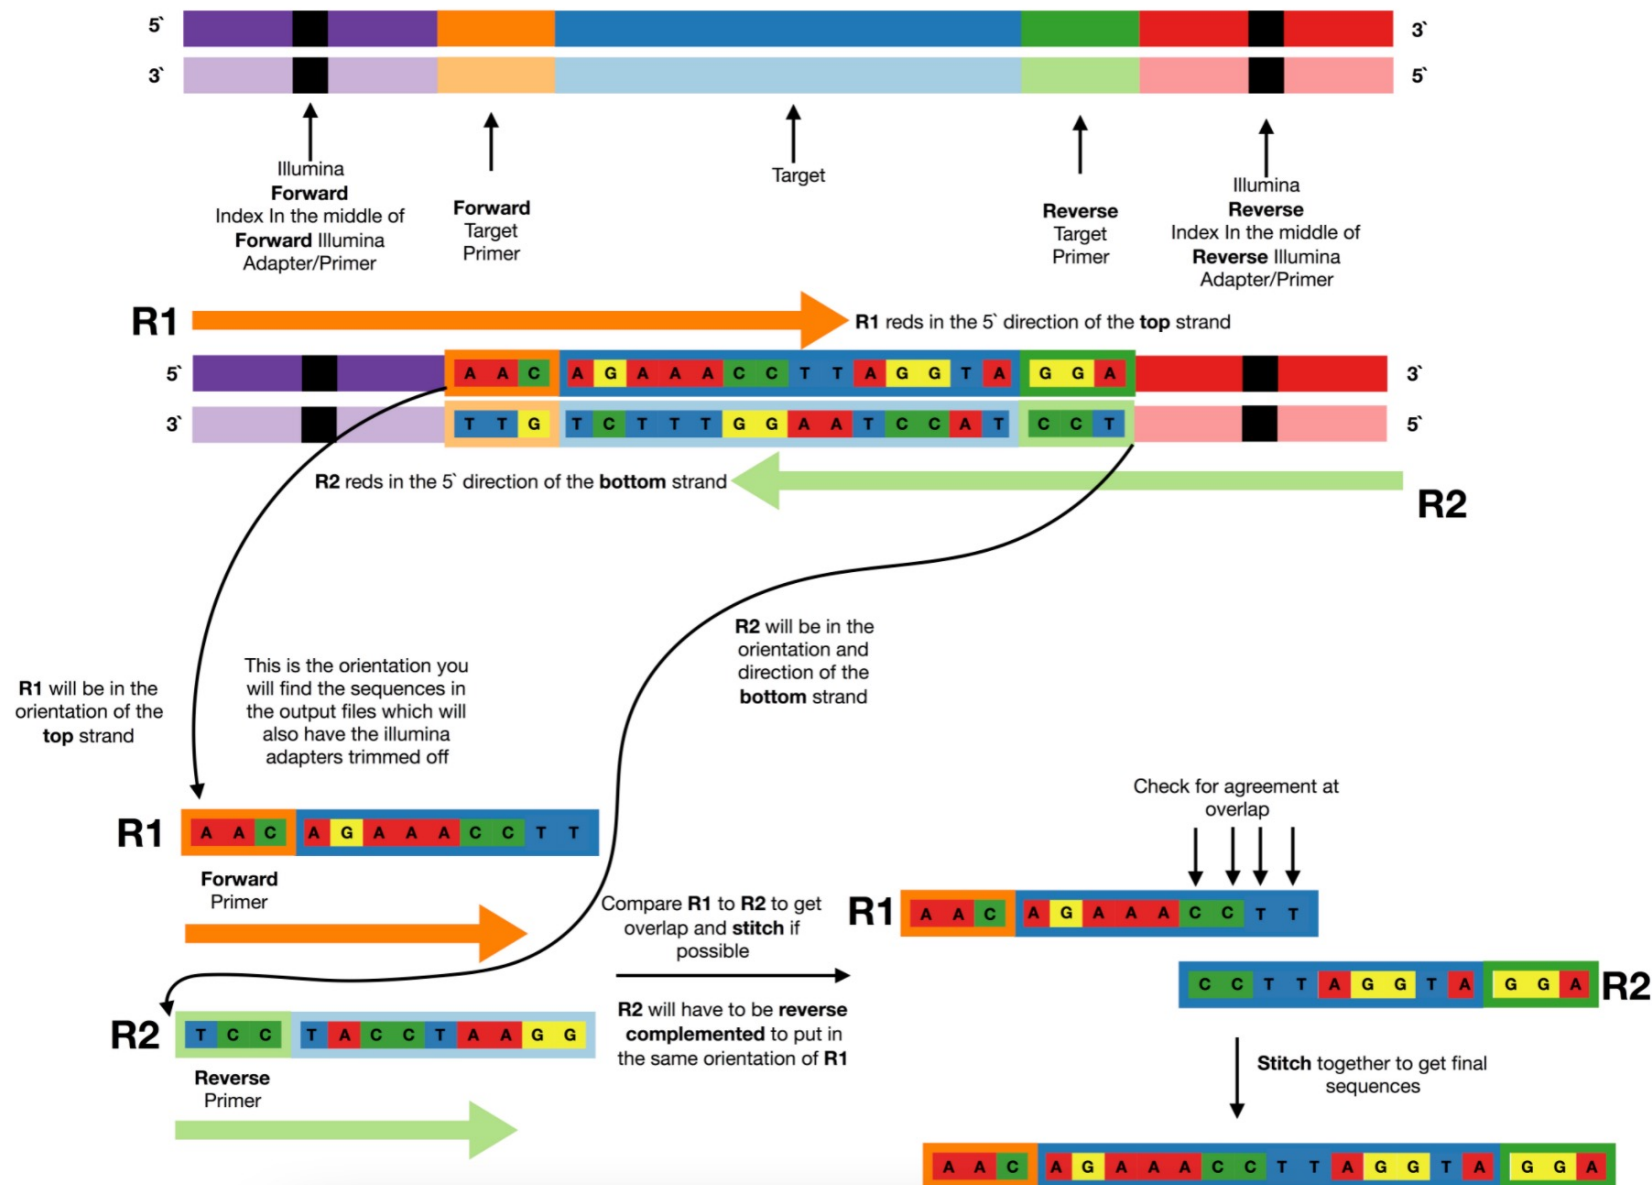 5` 3`
3` 5`
Illumina
Forward
Index In the middle of
Forward Illumina
Adapter/Primer
Forward
Target
Primer
Target
Reverse
Target
Primer
Illumina
Reverse
Index In the middle of
Reverse Illumina
Adapter/Primer
R1
R1 reds in the 5` direction of the top strand
5` A A C A G A A A C C T T A G G T A G G A 3`
3` T T G T C T T T G G A A T C C A T C C T 5`
R2 reds in the 5` direction of the bottom strand
R2
R1 will be in the
orientation of the
top strand
This is the orientation you
will find the sequences in
the output files which will
also have the illumina
adapters trimmed off
R2 will be in the
orientation and
direction of the
bottom strand
R1 A A C A G A A A C C T T
Forward
Primer
R2 T C C T A C C T A A G G
Reverse
Primer
Compare R1 to R2 to get
overlap and stitch if
possible
R2 will have to be reverse
complemented to put in
the same orientation of R1
Check for agreement at
overlap
R1 A A C A G A A A C C T T
C C T T A G G T A G G A R2
Stitch together to get final
sequences
A A C A G A A A C C T T A G G T A G G A